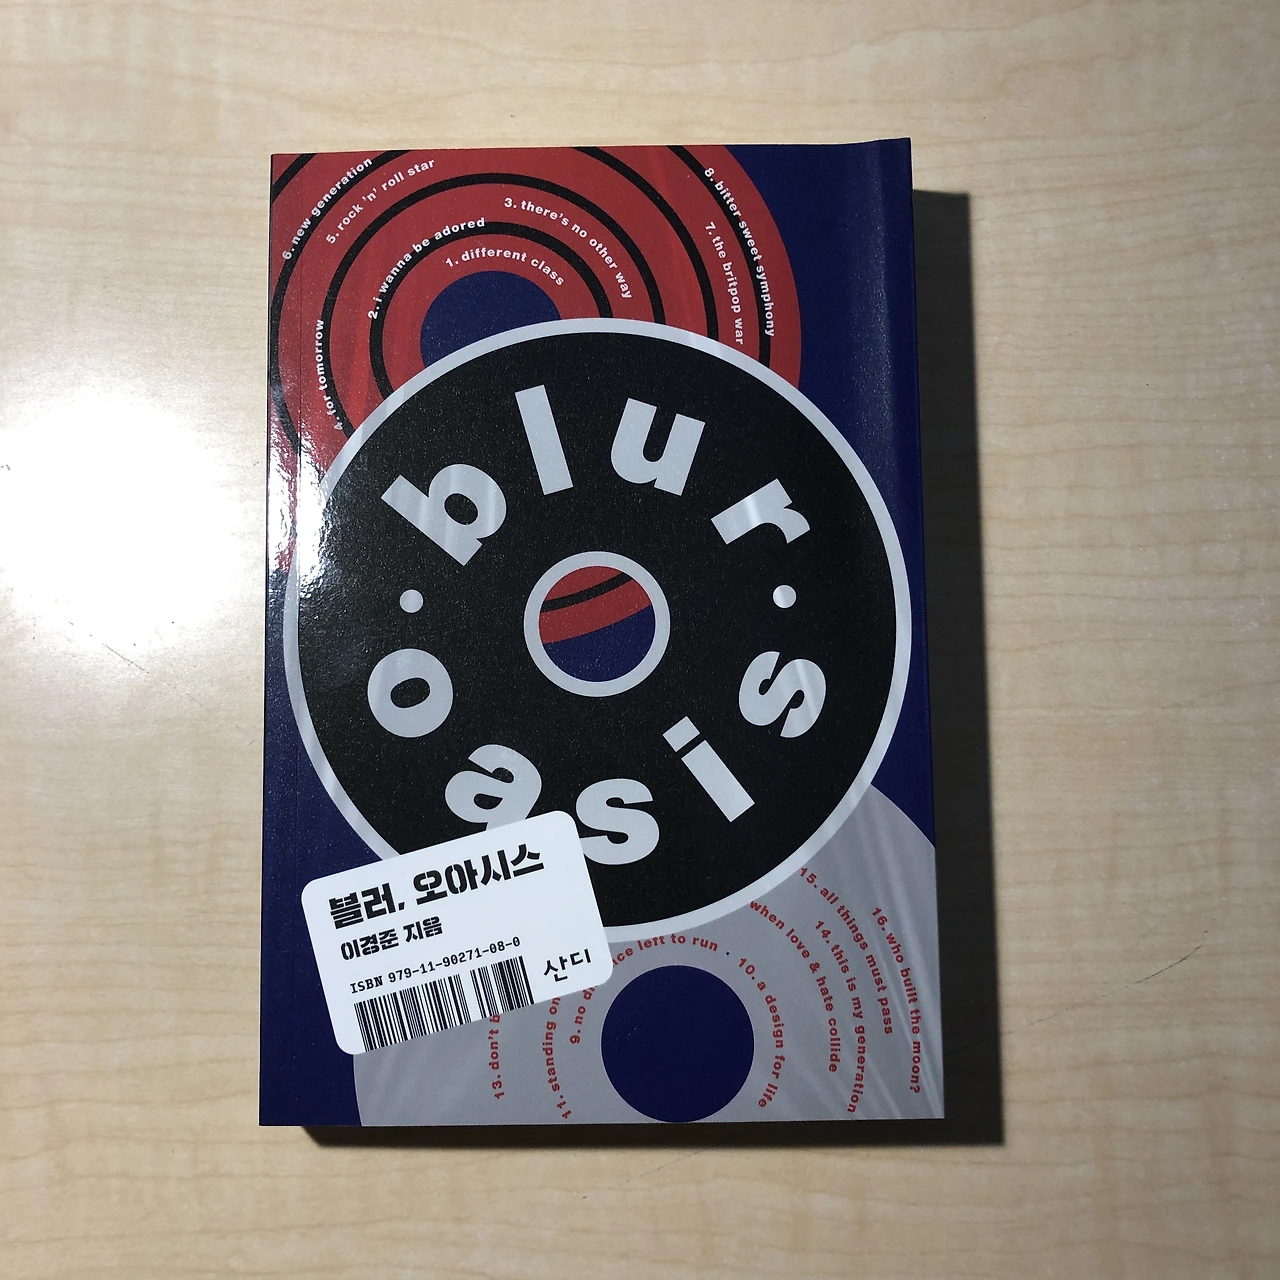 6. new generation
5. rock 'n' roll star
4. for tomorrow
2. i wanna be adored
1. different class
3. there's no other way
8. bitter sweet symphony
7. the britpop war
blur
oasis
블러, 오아시스
이경준 지음
ISBN 979-11-90271-08-0
산디
9. no left to run
10. a design for life
11. standing
13. don't
when love & hate collide
14. this is my generation
15. all things must pass
16. who built the moon?